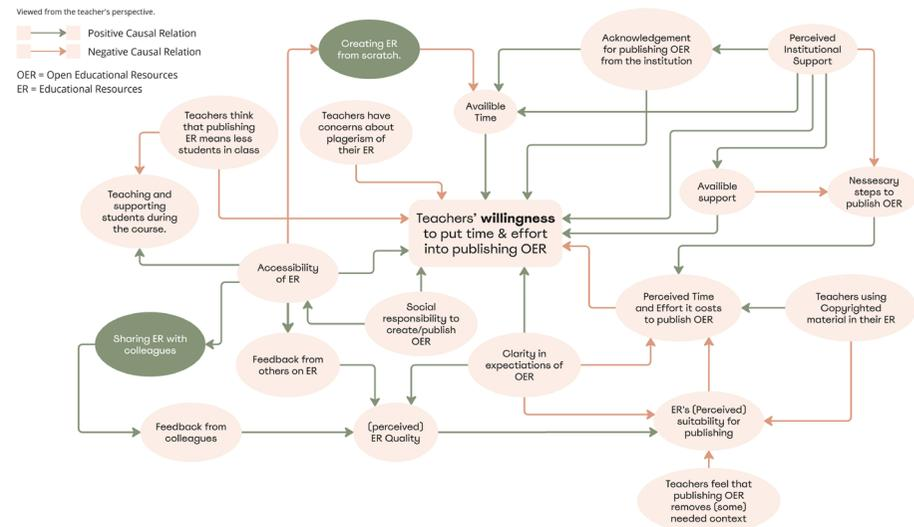 Viewed from the teacher's perspective.
Positive Causal Relation
Negative Causal Relation
OER = Open Educational Resources
ER = Educational Resources
Creating ER
from scratch.
Acknowledgement
for publishing OER
from the institution
Perceived
Institutional
Support
Teachers think
that publishing
ER means less
students in class
Teachers have
concerns about
plagerism of
their ER
Availible
Time
Teaching and
supporting
students during
the course.
Teachers' willingness
to put time & effort
into publishing OER
Availible
support
Nessesary
steps to
publish OER
Accessibility
of ER
Social
responsibility to
create/publish
OER
Perceived Time
and Effort it costs
to publish OER
Teachers using
Copyrighted
material in their ER
Sharing ER with
colleagues
Feedback from
others on ER
Clarity in
expectiations of
OER
Feedback from
colleagues
(perceived)
ER Quality
ER's (Perceived)
suitability for
publishing
Teachers feel that
publishing OER
removes (some)
needed context